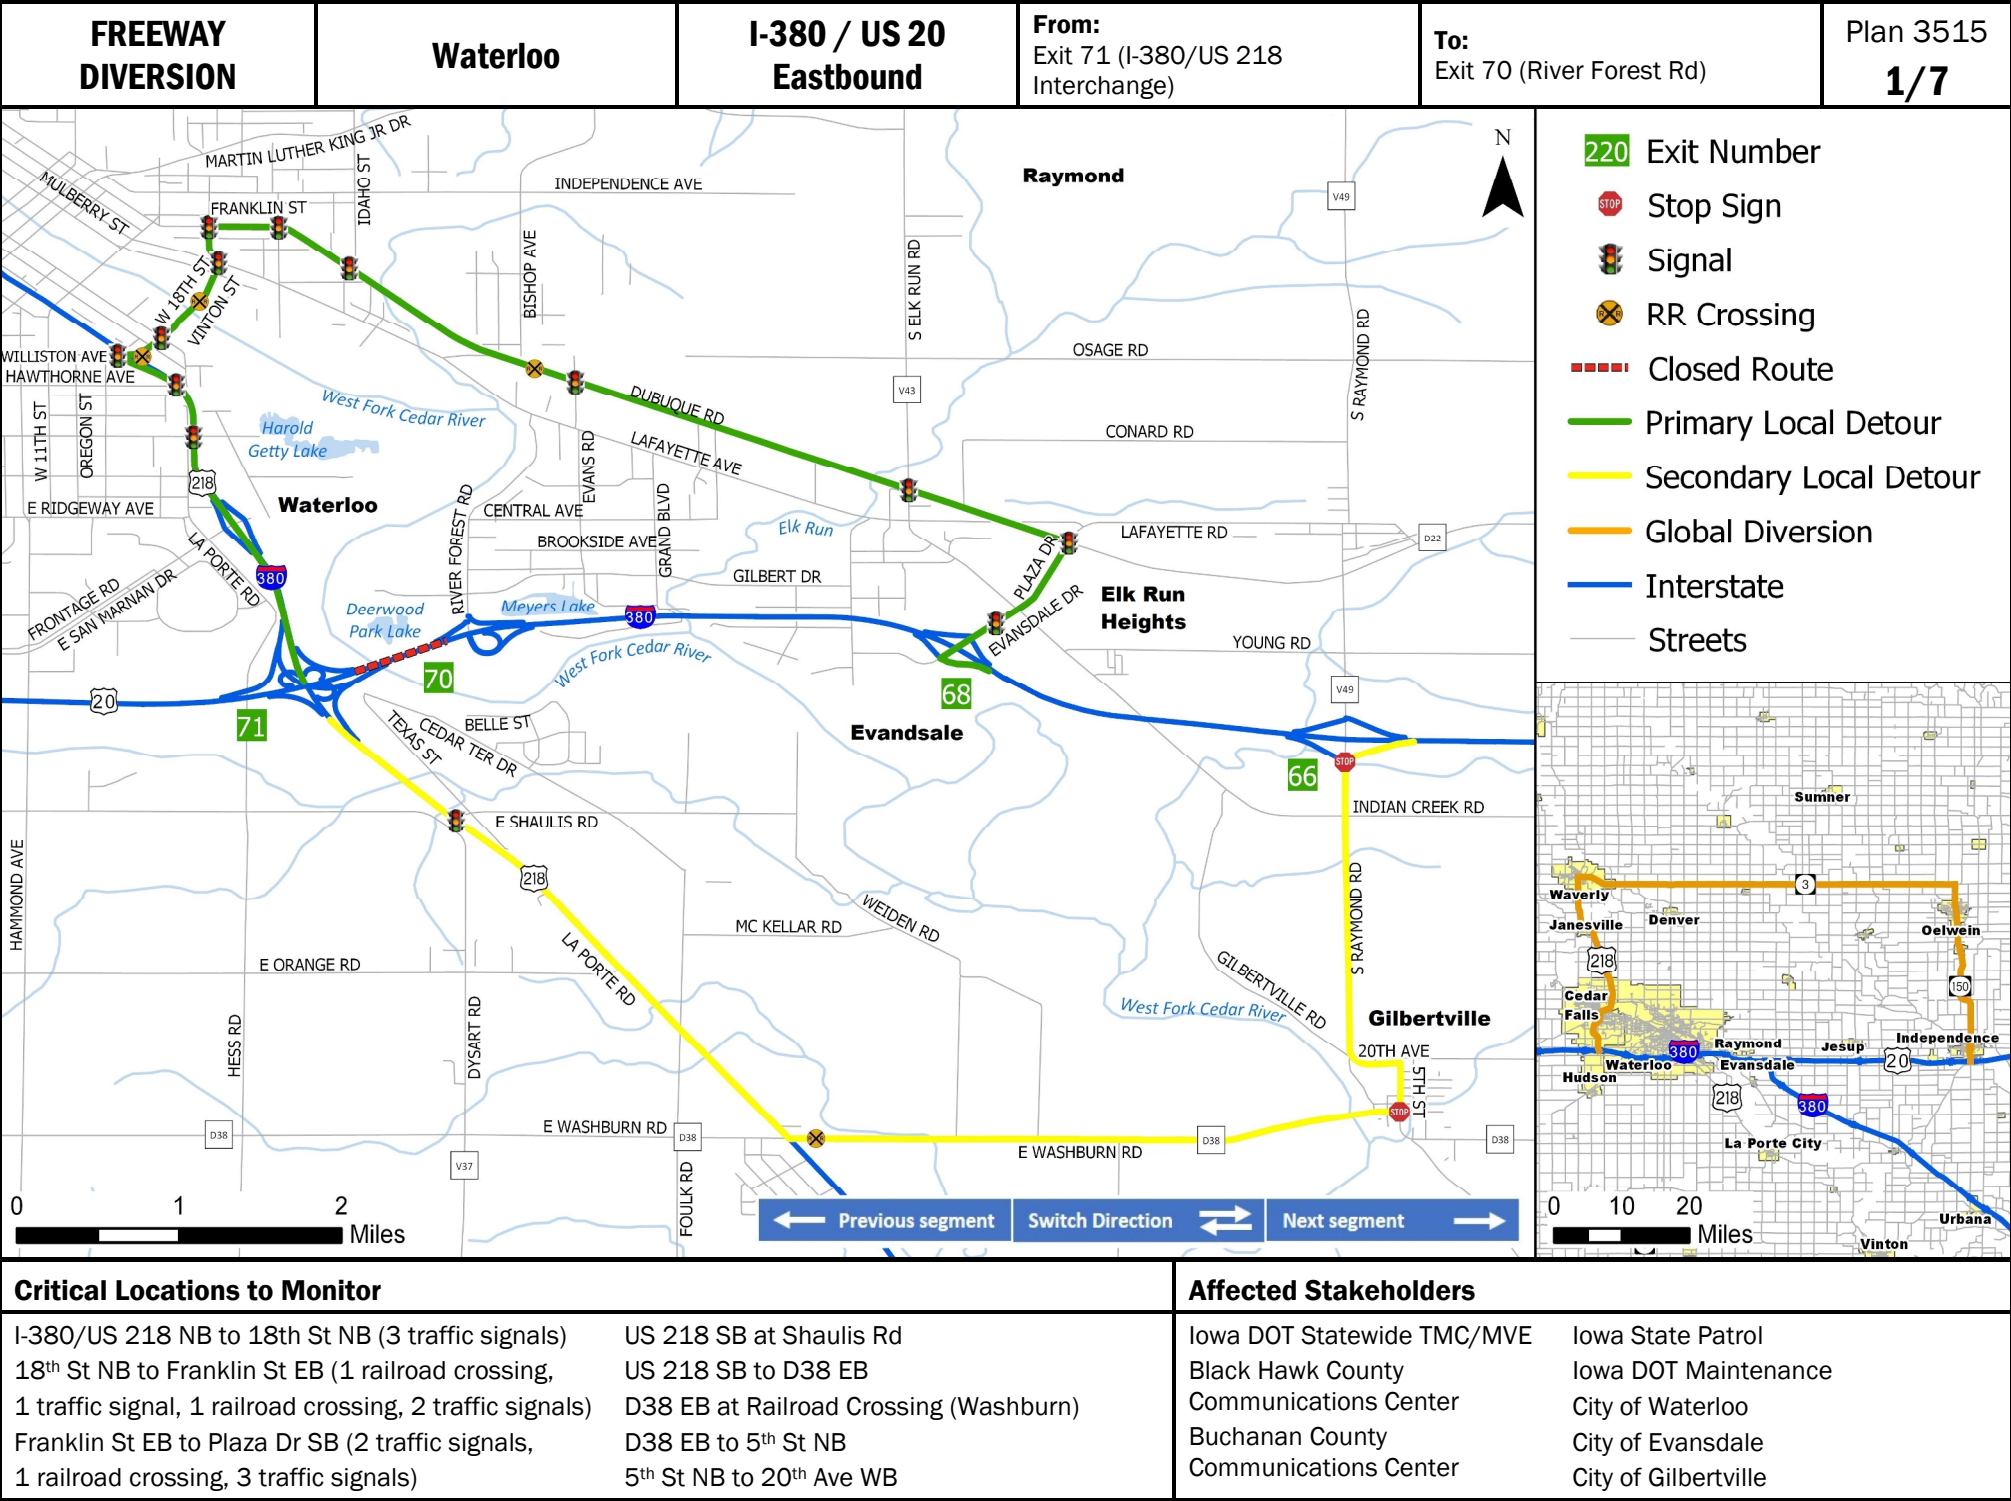 FREEWAY
DIVERSION
Waterloo
I-380 / US 20
Eastbound
From:
Exit 71 (I-380/US 218
Interchange)
To:
Exit 70 (River Forest Rd)
Plan 3515
1/7
MARTIN LUTHER KING JR DR
MULBERRY ST
FRANKLIN ST
IDAHO ST
INDEPENDENCE AVE
Raymond
N
V49
BISHOP AVE
S ELK RUN RD
W 18TH ST
VINTON ST
WILLISTON AVE
HAWTHORNE AVE
OSAGE RD
S RAYMOND RD
V43
DUBUQUE RD
West Fork Cedar River
Harold
Getty Lake
W 11TH ST
OREGON ST
LAFAYETTE AVE
CONARD RD
EVANS RD
218
E RIDGEWAY AVE
Waterloo
RIVER FOREST RD
CENTRAL AVE
GRAND BLVD
Elk Run
LAFAYETTE RD
D22
BROOKSIDE AVE
LA PORTE RD
PLAZA DR
380
GILBERT DR
FRONTAGE RD
E SAN MARNAN DR
Deerwood
Park Lake
Meyers Lake
380
EVANSDALE DR
Elk Run
Heights
YOUNG RD
West Fork Cedar River
70
68
20
71
V49
TEXAS ST
CEDAR TER DR
BELLE ST
Evandsale
STOP
66
INDIAN CREEK RD
E SHAULIS RD
HAMMOND AVE
218
S RAYMOND RD
WEIDEN RD
MC KELLAR RD
LA PORTE RD
E ORANGE RD
GILBERTVILLE RD
West Fork Cedar River
Gilbertville
HESS RD
DYSART RD
20TH AVE
5TH ST
STOP
D38
E WASHBURN RD
D38
D38
D38
E WASHBURN RD
V37
FOULK RD
0 1 2
Miles
Previous segment
Switch Direction
Next segment
220 Exit Number
STOP Stop Sign
Signal
RR Crossing
Closed Route
Primary Local Detour
Secondary Local Detour
Global Diversion
Interstate
Streets
Sumner
3
Waverly
Janesville
Denver
Oelwein
218
150
Cedar
Falls
Independence
380
Raymond
Jesup
20
Waterloo
Evansdale
Hudson
218
380
La Porte City
0 10 20
Miles
Urbana
Vinton
Critical Locations to Monitor
I-380/US 218 NB to 18th St NB (3 traffic signals)
18th St NB to Franklin St EB (1 railroad crossing,
1 traffic signal, 1 railroad crossing, 2 traffic signals)
Franklin St EB to Plaza Dr SB (2 traffic signals,
1 railroad crossing, 3 traffic signals)
US 218 SB at Shaulis Rd
US 218 SB to D38 EB
D38 EB at Railroad Crossing (Washburn)
D38 EB to 5th St NB
5th St NB to 20th Ave WB
Affected Stakeholders
Iowa DOT Statewide TMC/MVE
Black Hawk County
Communications Center
Buchanan County
Communications Center
Iowa State Patrol
Iowa DOT Maintenance
City of Waterloo
City of Evansdale
City of Gilbertville